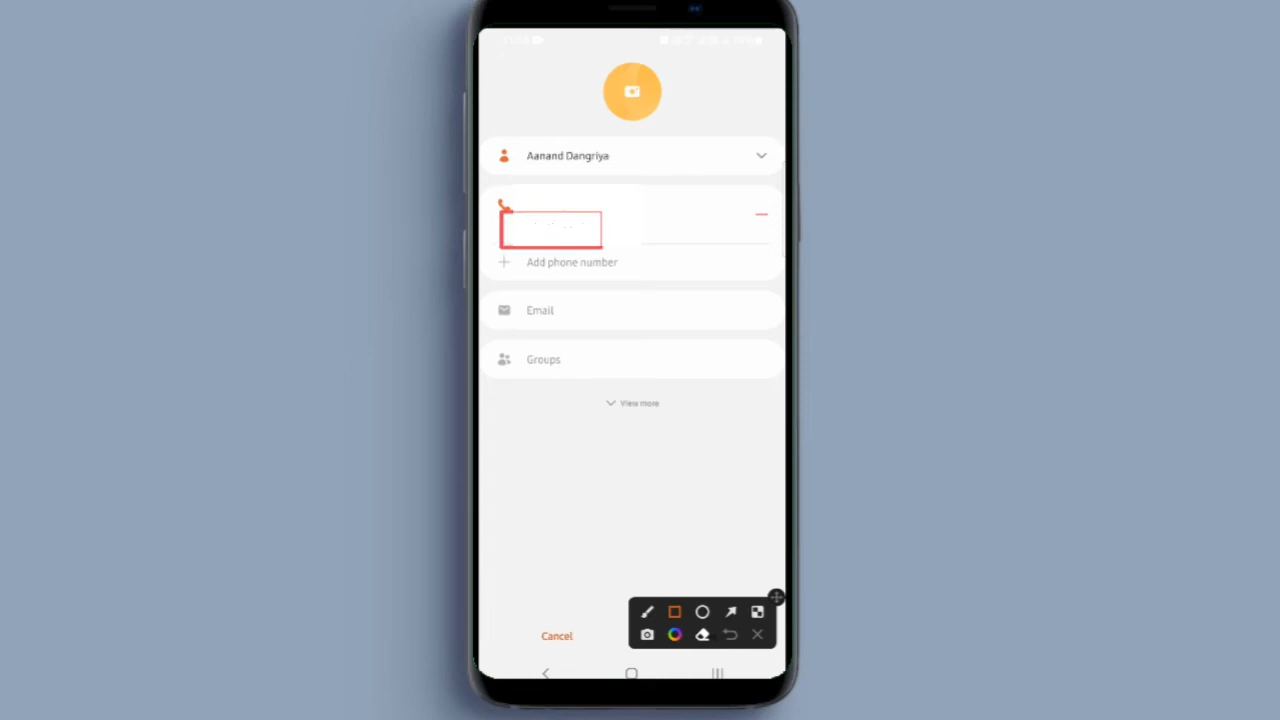 Aanand Dangriya
Add phone number
Email
Groups
View more
Cancel